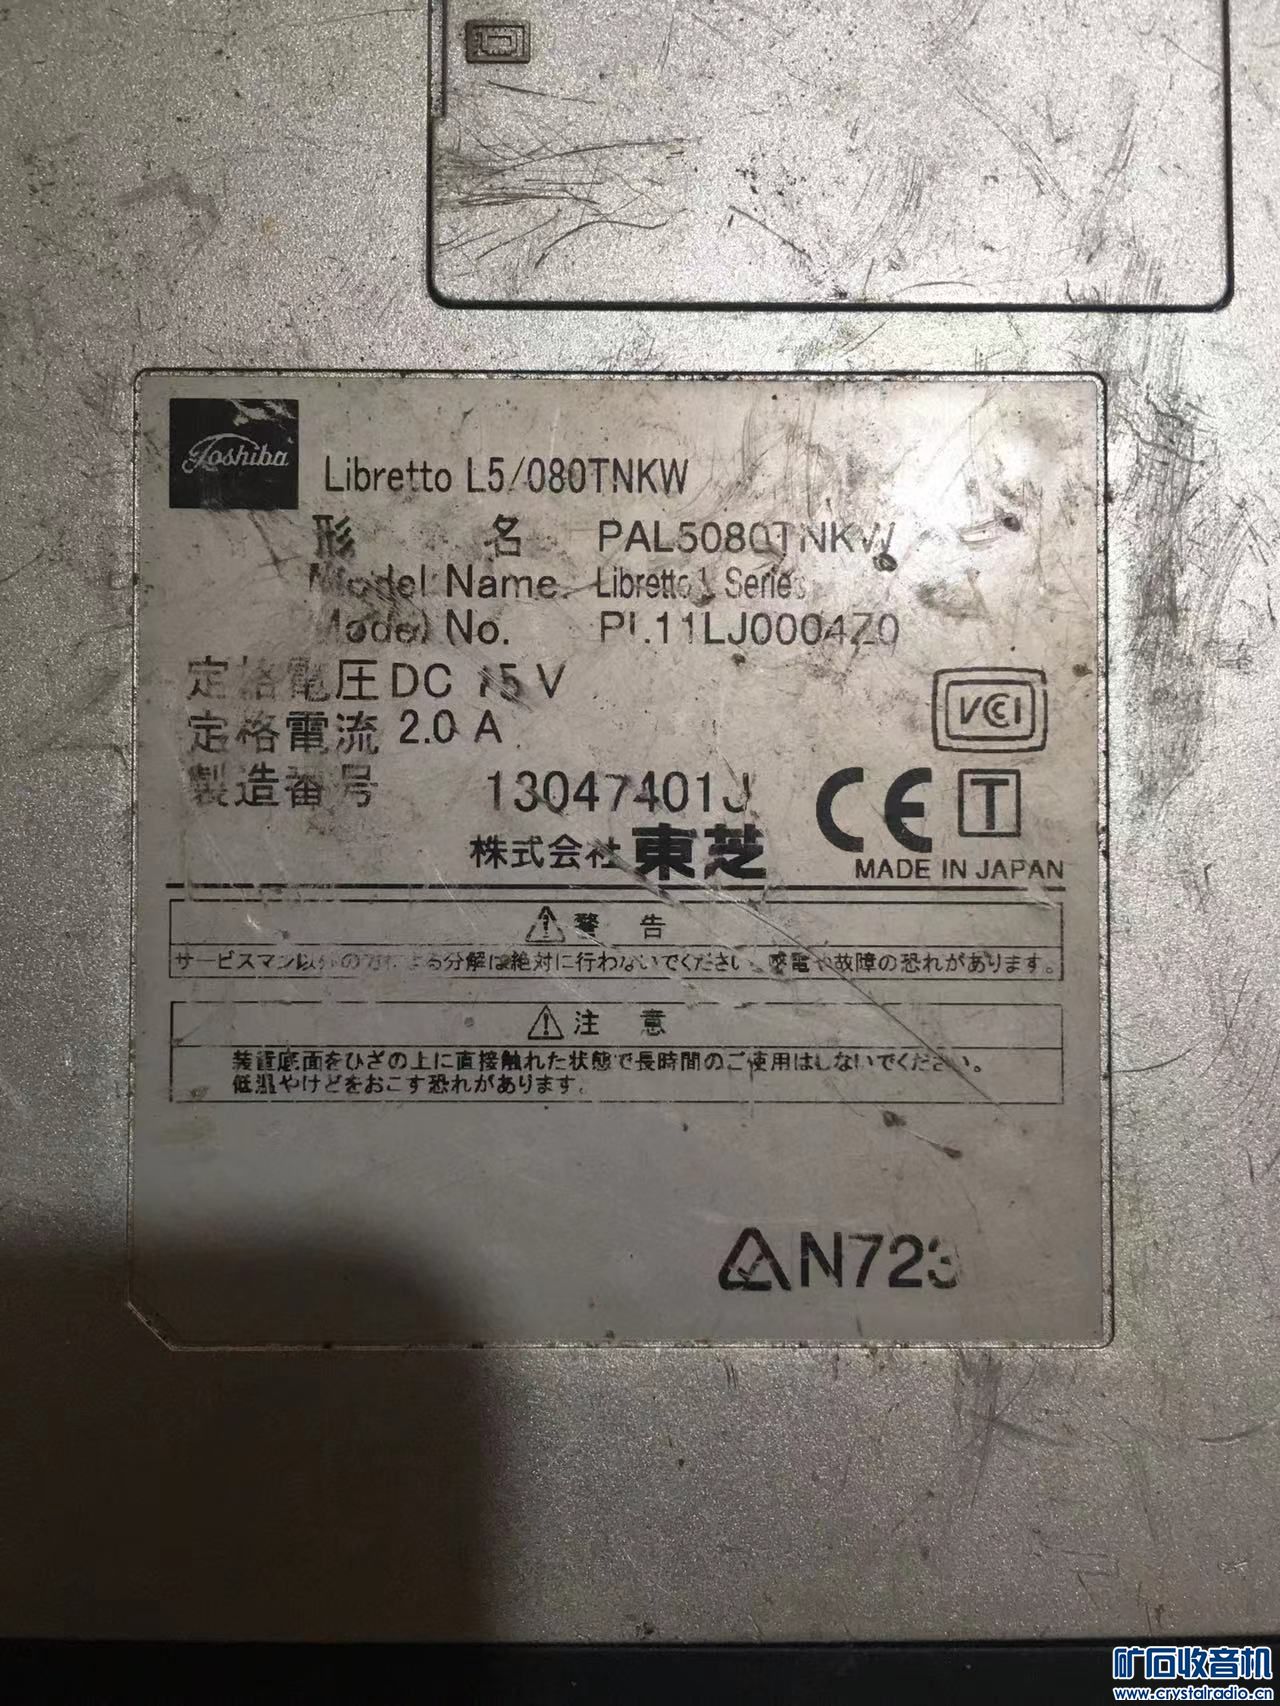 Toshiba
Libretto L5/080TNKW
形 名 PAL5080TNKW
Model Name. Libretto L Series
Model No. PL11LJ0004Z0
定格電圧 DC 15 V
定格電流 2.0 A
製造番号 13047401J
株式会社 東芝
VCCI
CE T
MADE IN JAPAN
警 告
サービスマン以外の方による分解は絶対に行わないでください。感電や故障の恐れがあります。
注 意
装置底面をひざの上に直接触れた状態で長時間のご使用はしないでください。
低温やけどをおこす恐れがあります。
N723
矿石收音机
www.crystalradio.cn